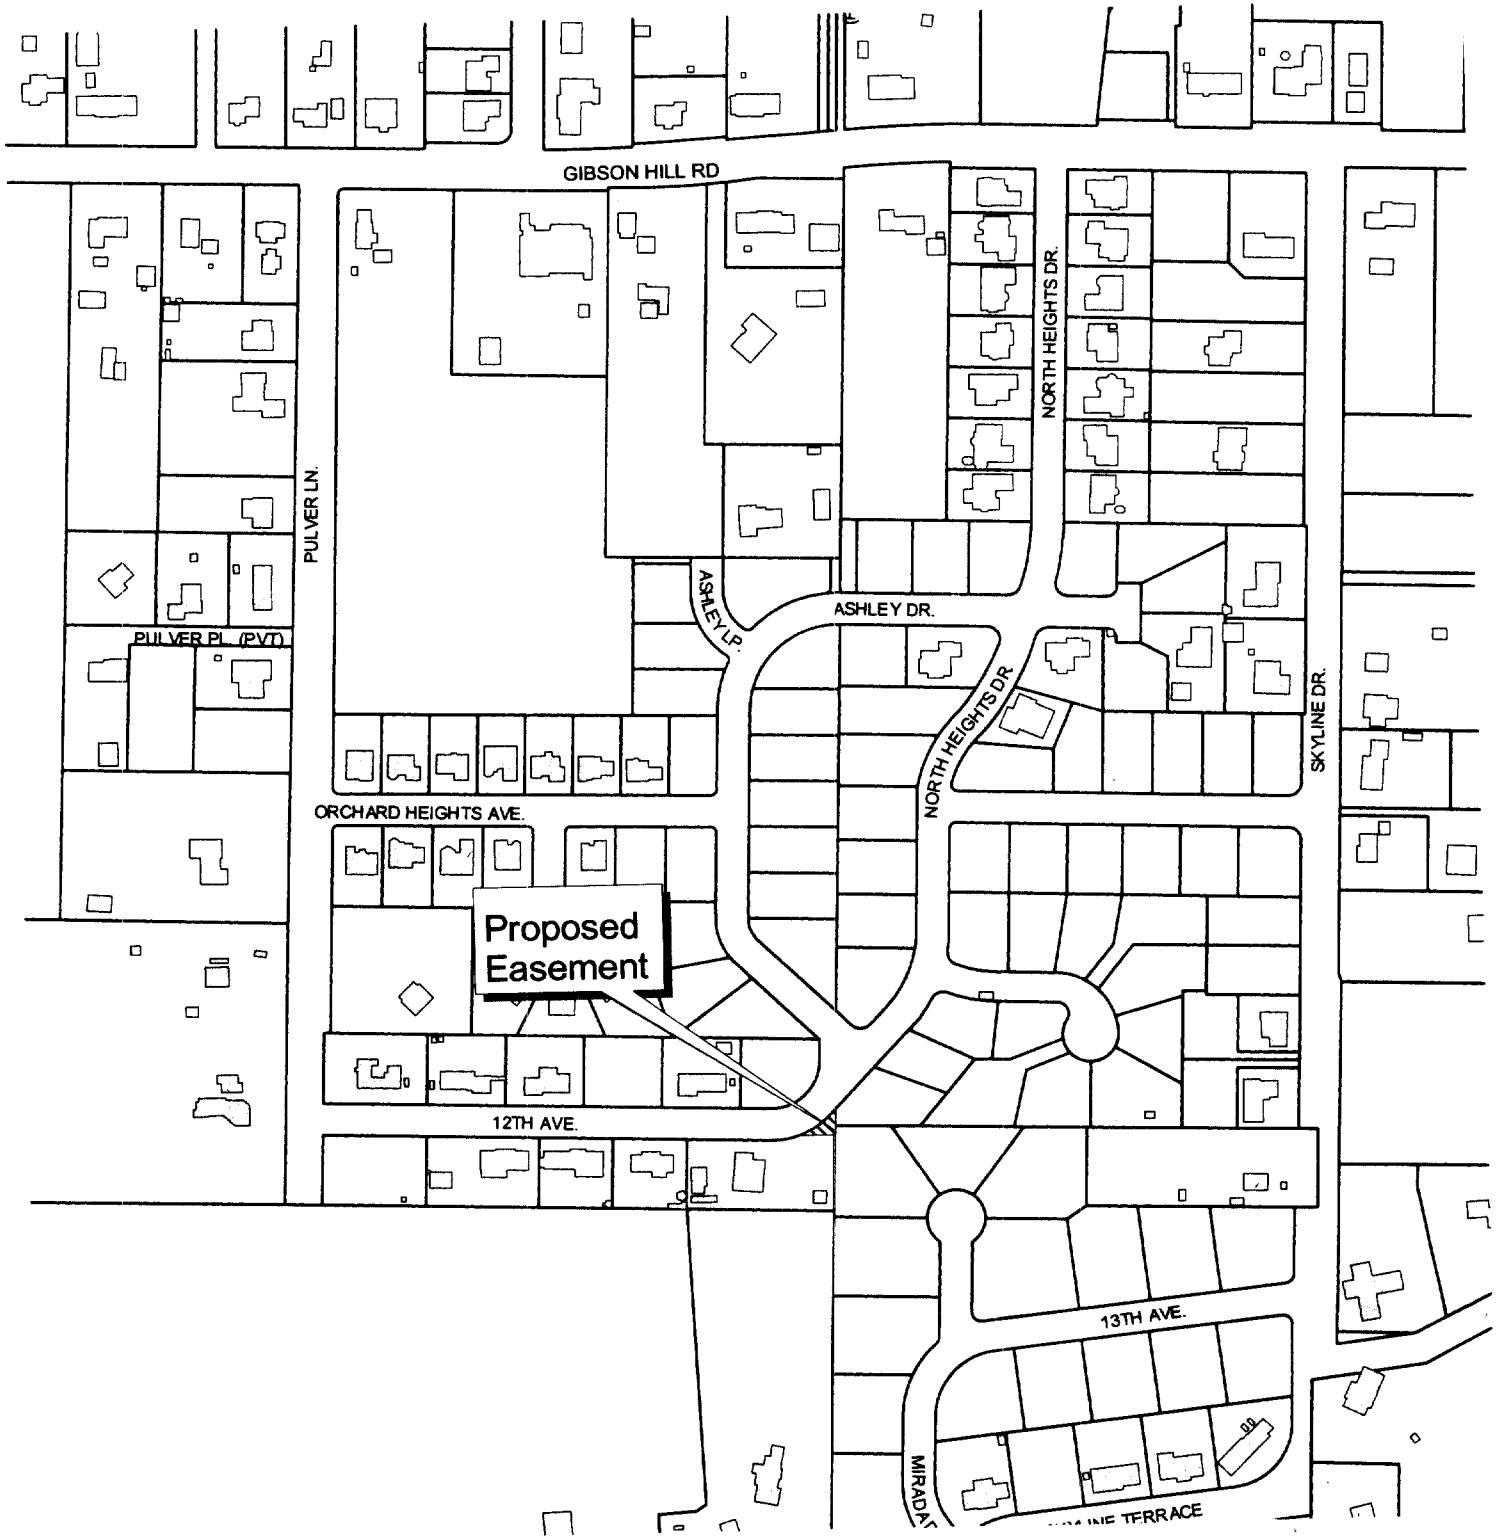 GIBSON HILL RD
NORTH HEIGHTS DR.
PULVER LN.
ASHLEY LP.
ASHLEY DR.
PULVER PL. (PVT)
NORTH HEIGHTS DR
SKYLINE DR.
ORCHARD HEIGHTS AVE.
Proposed
Easement
12TH AVE.
13TH AVE.
TERRACE